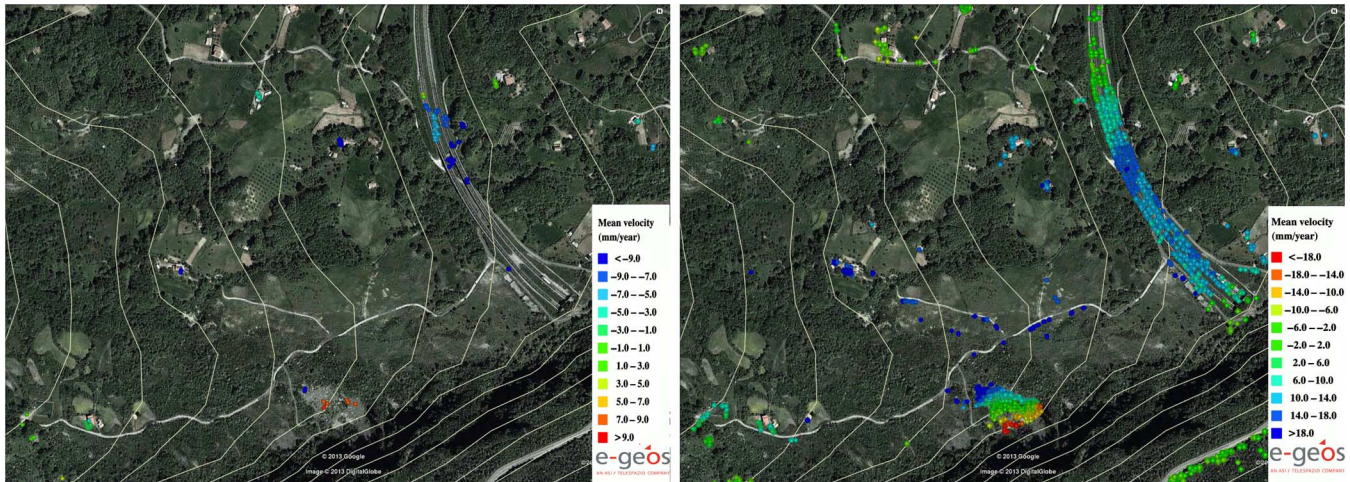 N
Mean velocity
(mm/year)
<-9.0
-9.0 – -7.0
-7.0 – -5.0
-5.0 – -3.0
-3.0 – -1.0
-1.0 – 1.0
1.0 – 3.0
3.0 – 5.0
5.0 – 7.0
7.0 – 9.0
>9.0
e-geos
AN ASI / TELESPAZIO COMPANY
© 2013 Google
Image © 2013 DigitalGlobe
N
Mean velocity
(mm/year)
<-18.0
-18.0 – -14.0
-14.0 – -10.0
-10.0 – -6.0
-6.0 – -2.0
-2.0 – 2.0
2.0 – 6.0
6.0 – 10.0
10.0 – 14.0
14.0 – 18.0
>18.0
e-geos
AN ASI / TELESPAZIO COMPANY
© 2013 Google
Image © 2013 DigitalGlobe